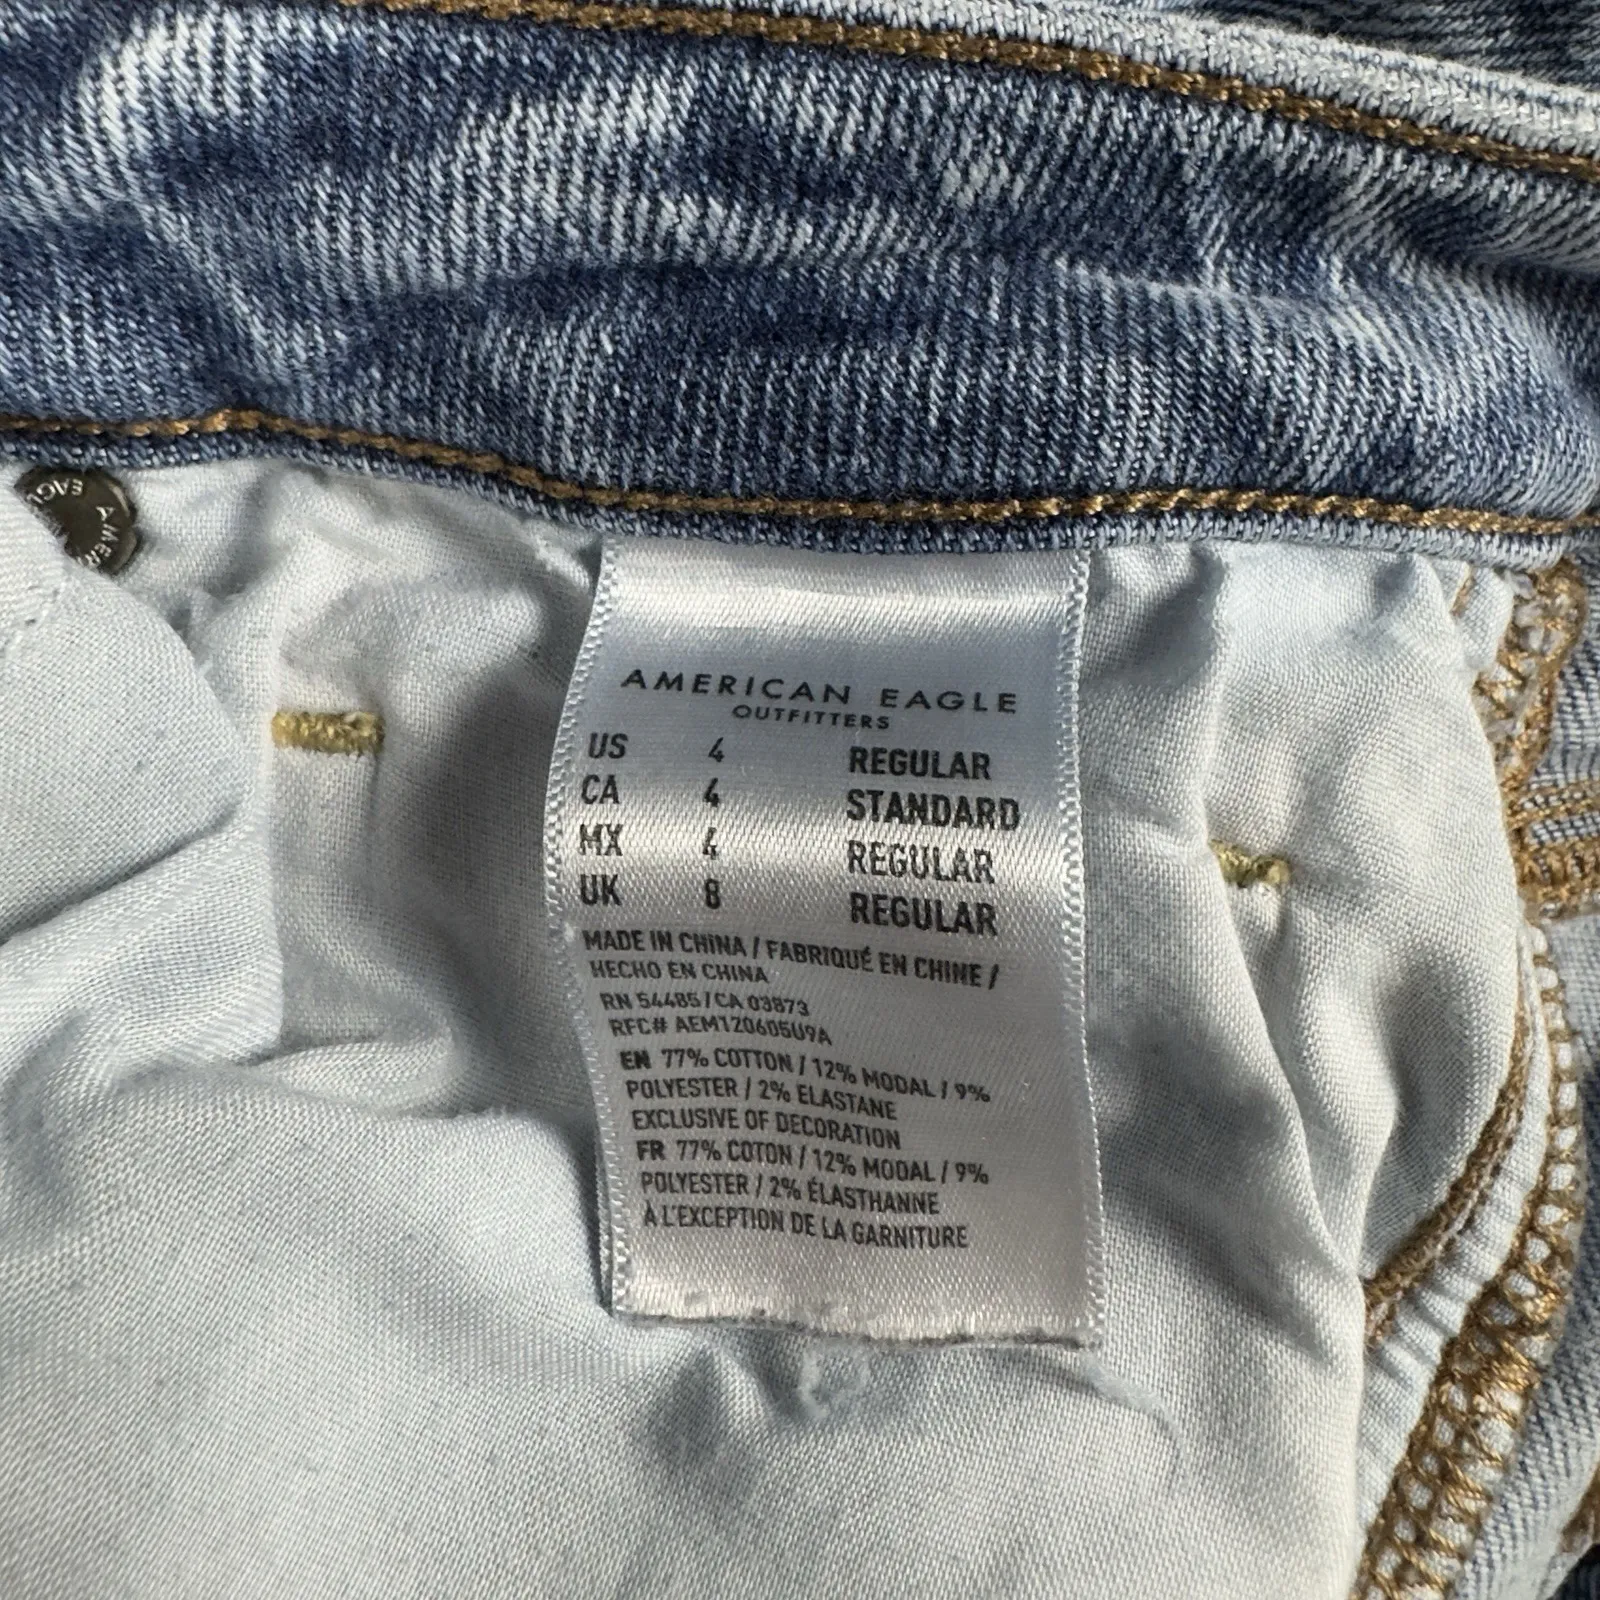 EAGLE AMER
AMERICAN EAGLE
OUTFITTERS
US 4 REGULAR
CA 4 STANDARD
MX 4 REGULAR
UK 8 REGULAR
MADE IN CHINA / FABRIQUÉ EN CHINE /
HECHO EN CHINA
RN 54485 / CA 03873
RFC# AEM120605U9A
EN 77% COTTON / 12% MODAL / 9%
POLYESTER / 2% ELASTANE
EXCLUSIVE OF DECORATION
FR 77% COTON / 12% MODAL / 9%
POLYESTER / 2% ÉLASTHANNE
À L'EXCEPTION DE LA GARNITURE